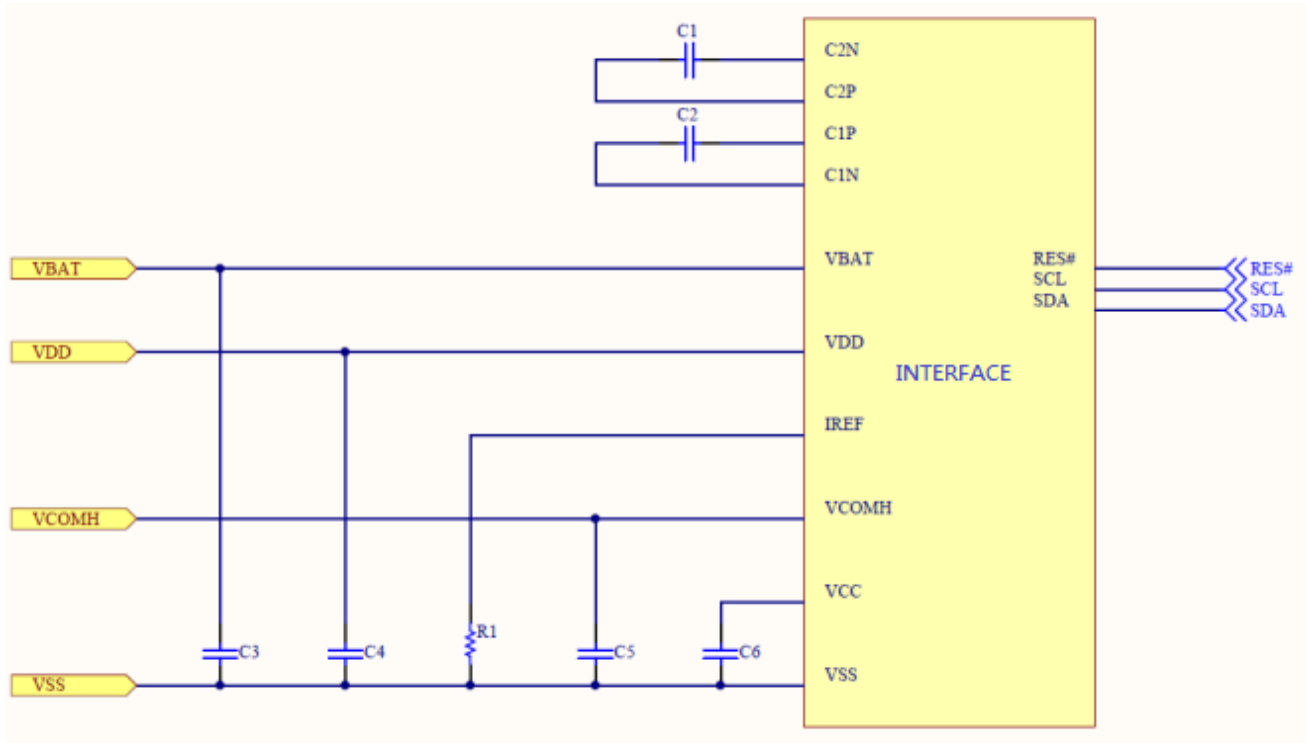 C1
C2N
C2P
C2
C1P
C1N
VBAT
VBAT
RES#
RES#
SCL
SCL
SDA
SDA
VDD
VDD
INTERFACE
IREF
VCOMH
VCOMH
VCC
R1
C3
C4
C5
C6
VSS
VSS